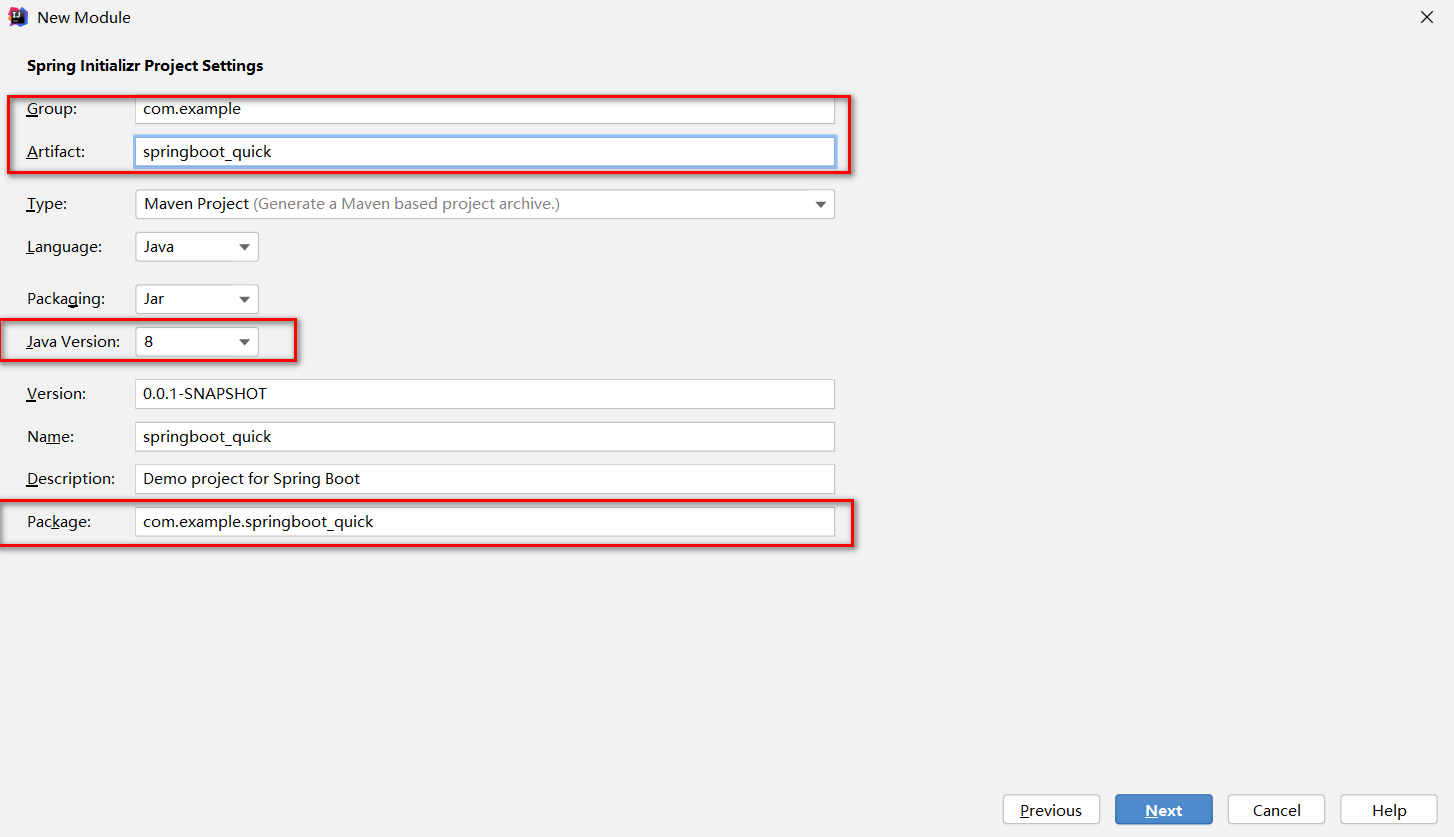 New Module
Spring Initializr Project Settings
Group: com.example
Artifact: springboot_quick
Type: Maven Project (Generate a Maven based project archive.)
Language: Java
Packaging: Jar
Java Version: 8
Version: 0.0.1-SNAPSHOT
Name: springboot_quick
Description: Demo project for Spring Boot
Package: com.example.springboot_quick
Previous Next Cancel Help